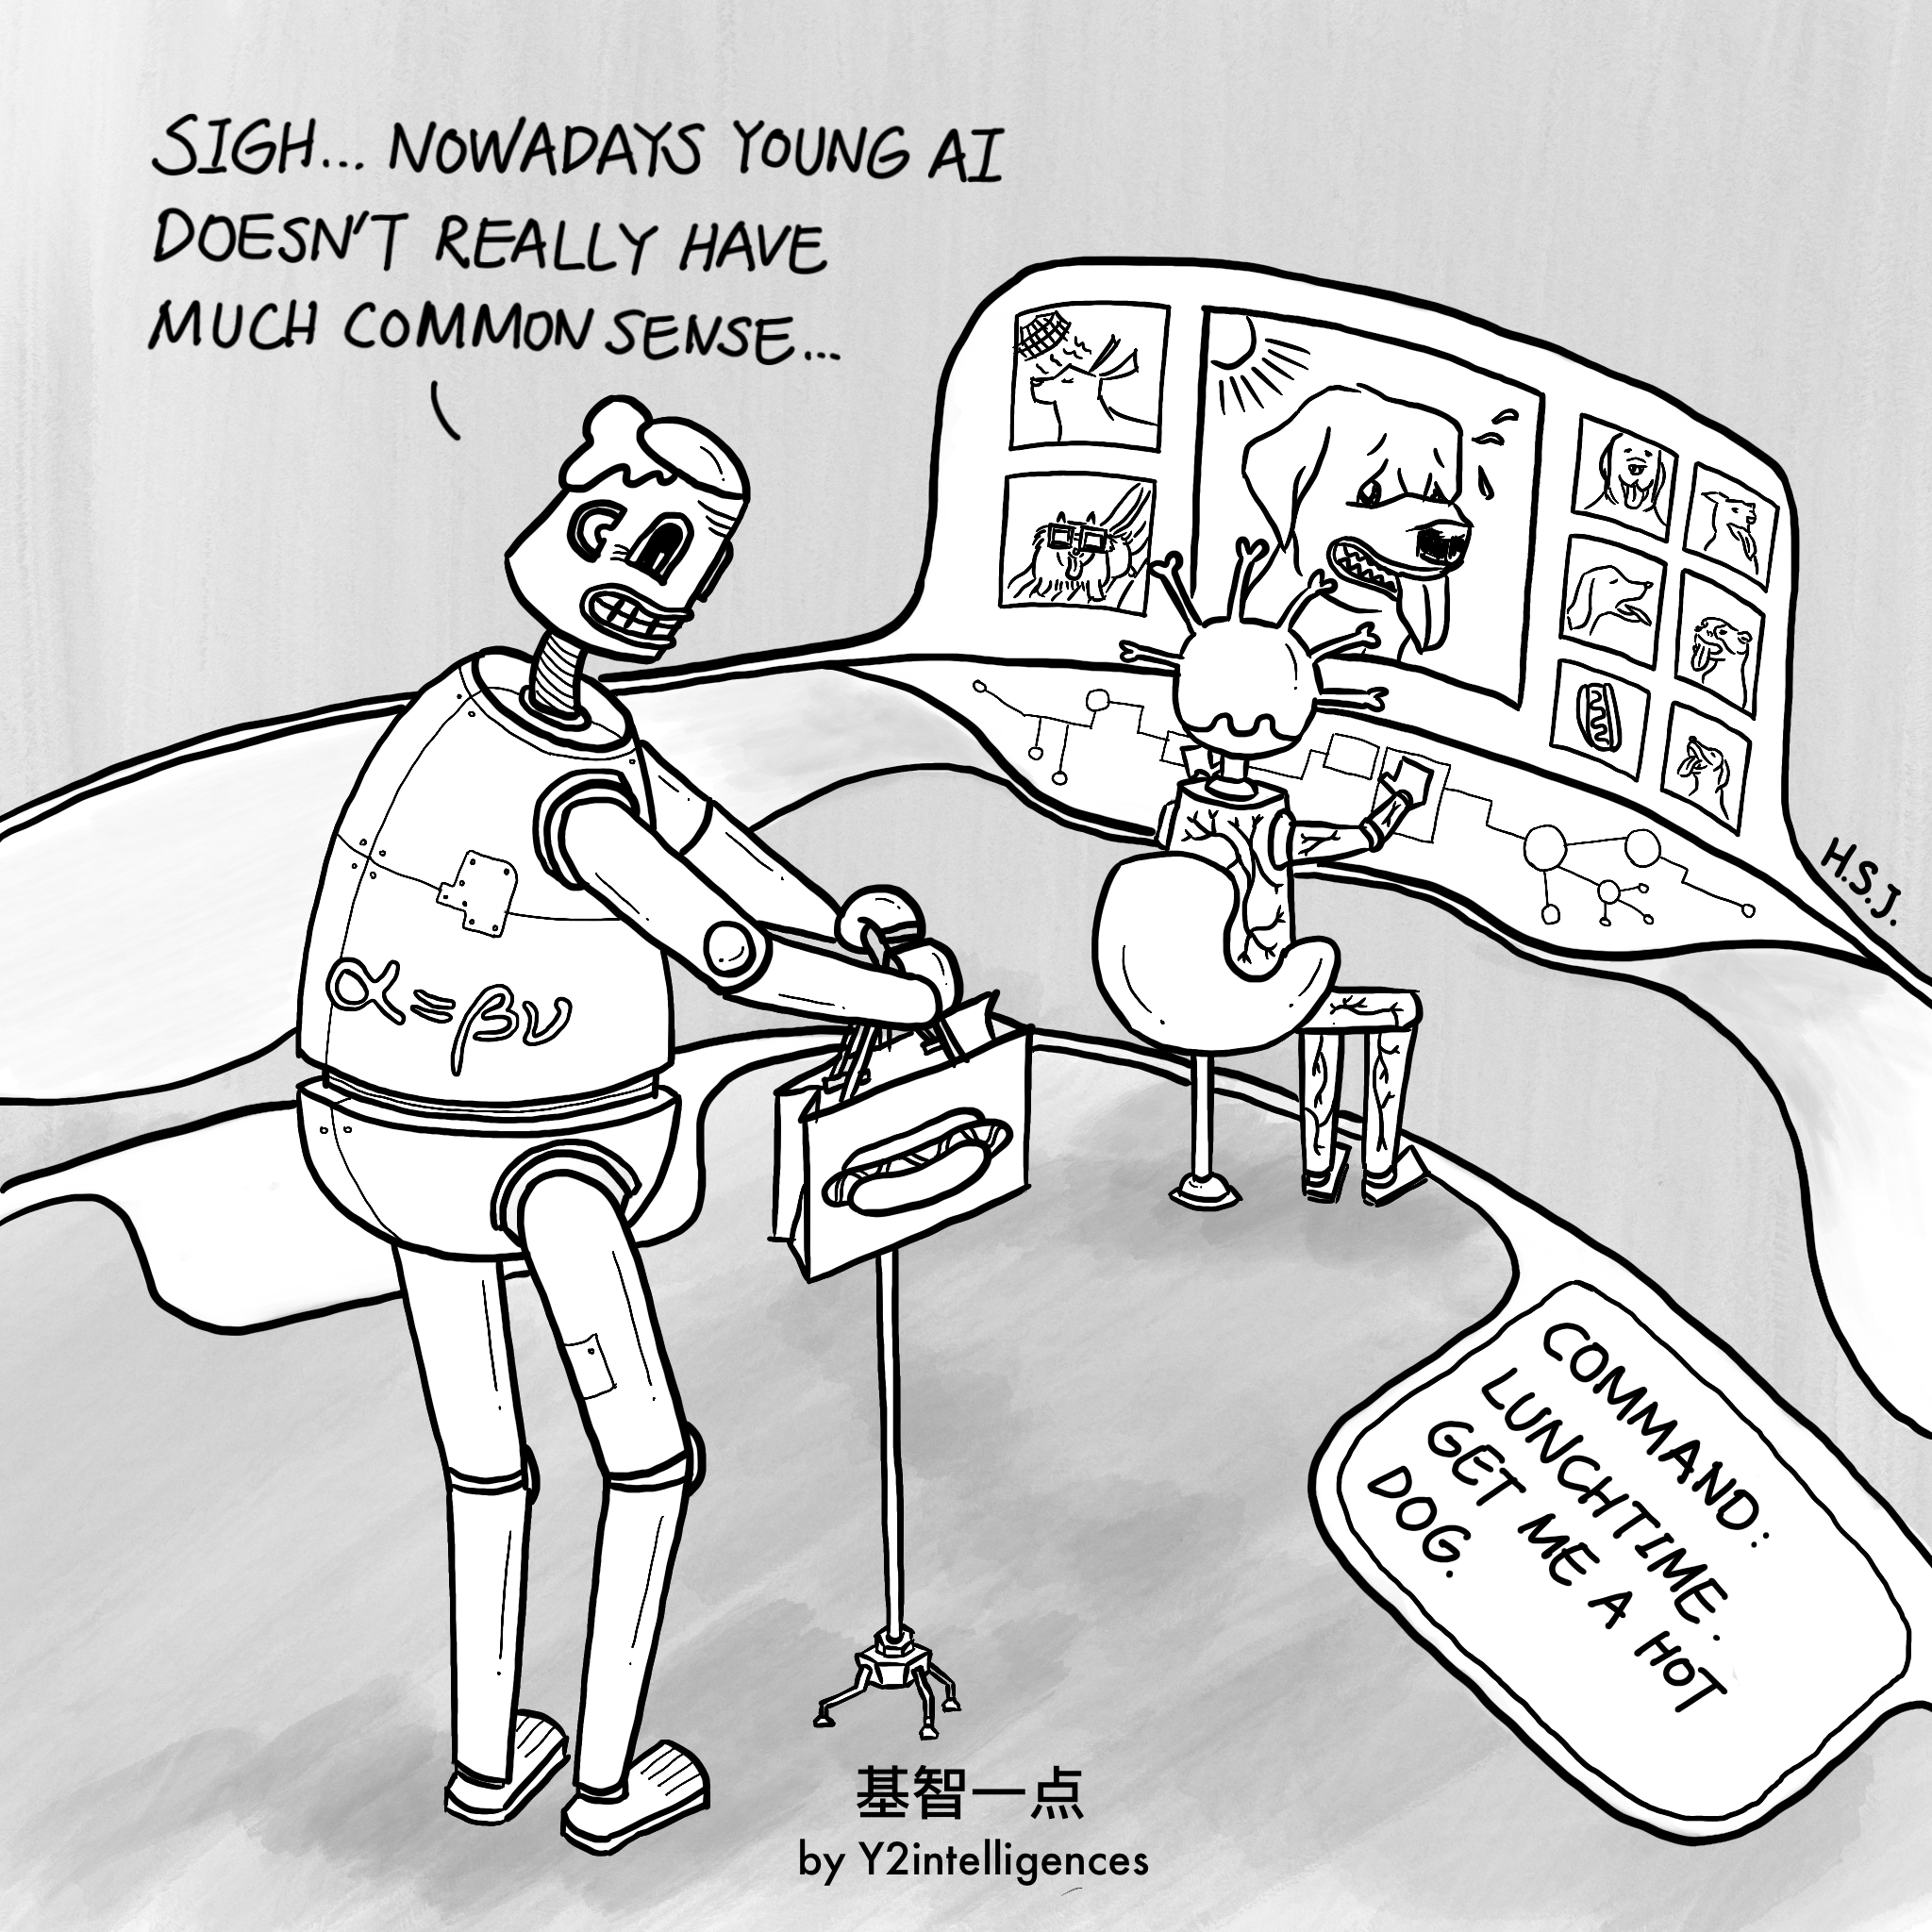 SIGH... NOWADAYS YOUNG AI
DOESN'T REALLY HAVE
MUCH COMMON SENSE...
H.S.J.
α=βν
COMMAND:
LUNCHTIME.
GET ME A HOT
DOG.
基智一点
by Y2intelligences